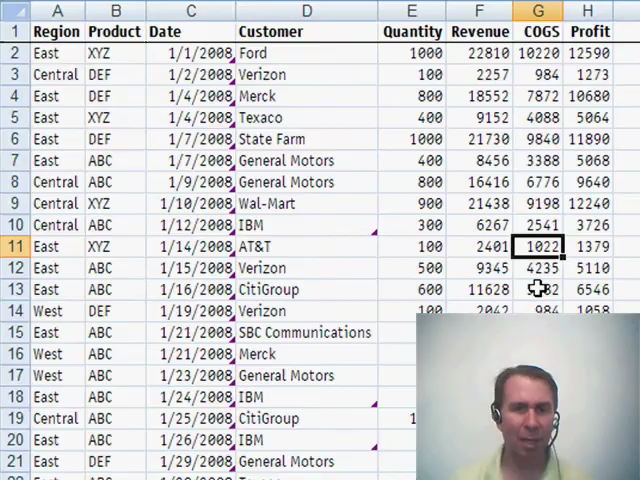 A B C D E F G H
1 Region Product Date Customer Quantity Revenue COGS Profit
2 East XYZ 1/1/2008 Ford 1000 22810 10220 12590
3 Central DEF 1/2/2008 Verizon 100 2257 984 1273
4 East DEF 1/4/2008 Merck 800 18552 7872 10680
5 East XYZ 1/4/2008 Texaco 400 9152 4088 5064
6 East DEF 1/7/2008 State Farm 1000 21730 9840 11890
7 East ABC 1/7/2008 General Motors 400 8456 3388 5068
8 Central ABC 1/9/2008 General Motors 800 16416 6776 9640
9 Central XYZ 1/10/2008 Wal-Mart 900 21438 9198 12240
10 Central ABC 1/12/2008 IBM 300 6267 2541 3726
11 East XYZ 1/14/2008 AT&T 100 2401 1022 1379
12 East ABC 1/15/2008 Verizon 500 9345 4235 5110
13 East ABC 1/16/2008 CitiGroup 600 11628 6546
14 West DEF 1/19/2008 Verizon 100 2042 984 1058
15 East ABC 1/21/2008 SBC Communications
16 West ABC 1/21/2008 Merck
17 West ABC 1/23/2008 General Motors
18 East ABC 1/24/2008 IBM
19 Central ABC 1/25/2008 CitiGroup
20 East ABC 1/26/2008 IBM
21 East DEF 1/29/2008 General Motors